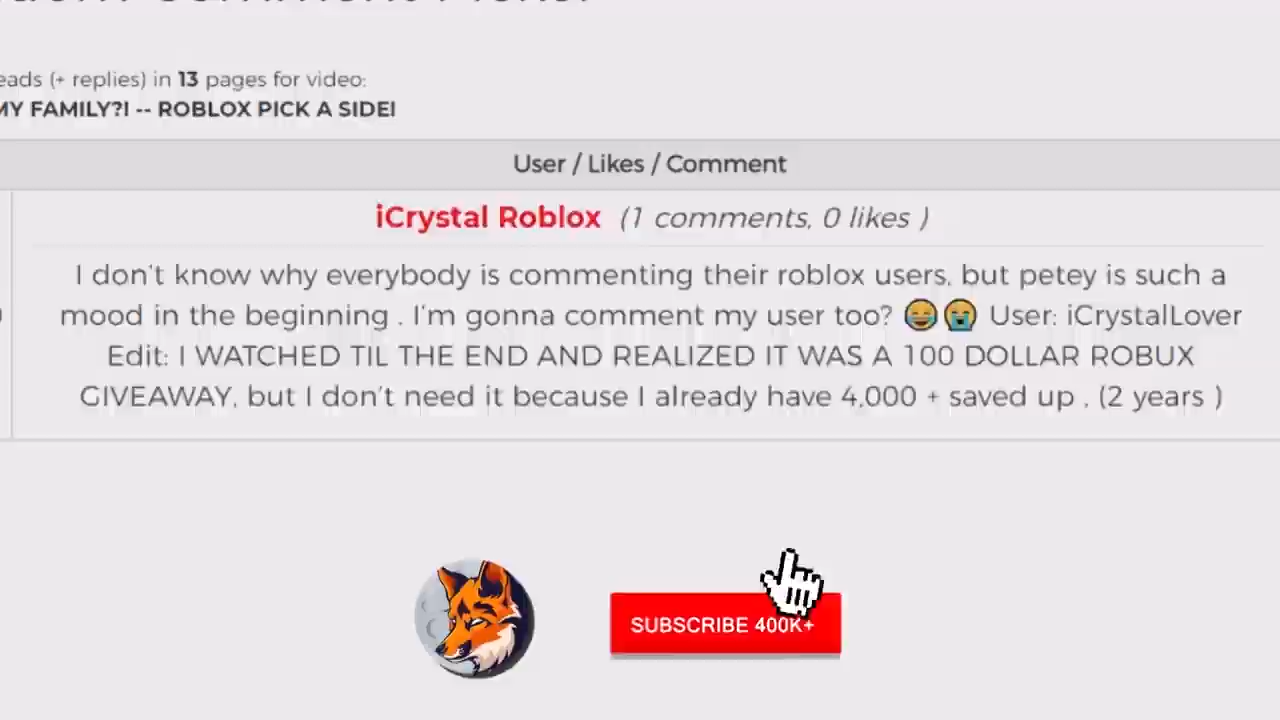 eads (+ replies) in 13 pages for video:
MY FAMILY?! -- ROBLOX PICK A SIDE!
User / Likes / Comment
iCrystal Roblox (1 comments, 0 likes )
I don't know why everybody is commenting their roblox users, but petey is such a
mood in the beginning . I'm gonna comment my user too? 😂😭 User: iCrystalLover
Edit: I WATCHED TIL THE END AND REALIZED IT WAS A 100 DOLLAR ROBUX
GIVEAWAY, but I don't need it because I already have 4,000 + saved up . (2 years )
SUBSCRIBE 400K+